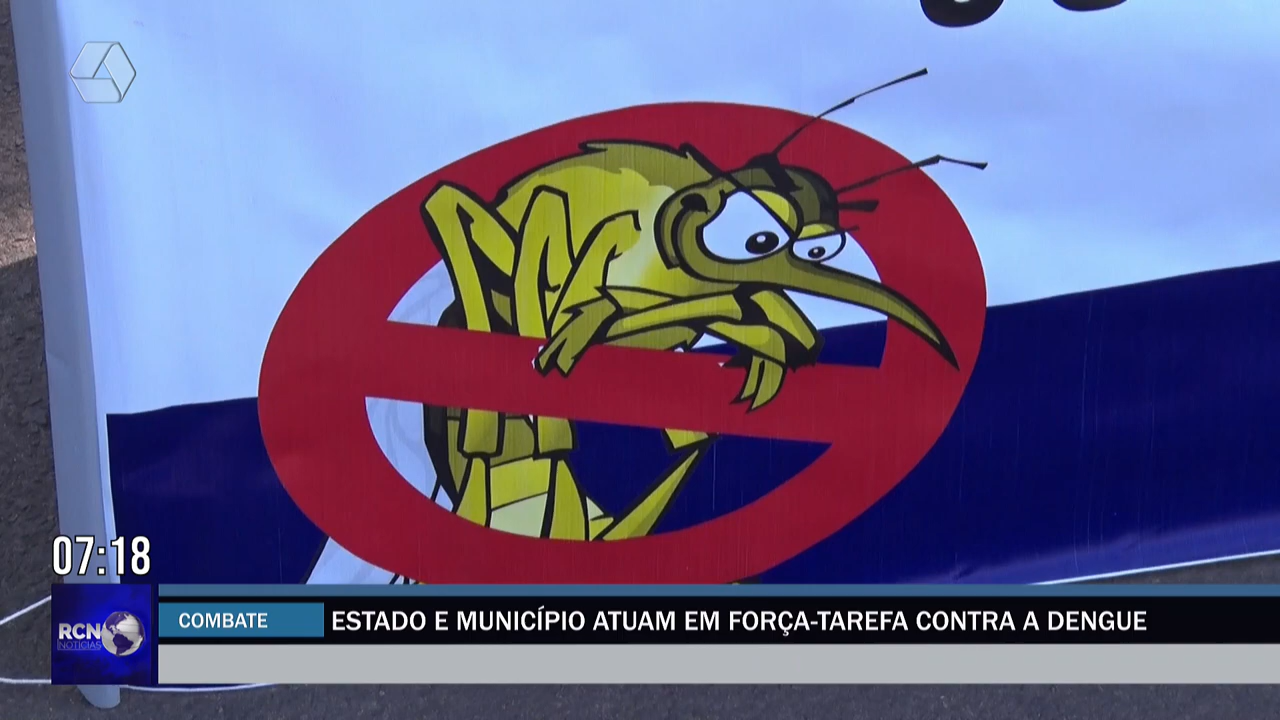 07:18
RCN
NOTÍCIAS
COMBATE
ESTADO E MUNICÍPIO ATUAM EM FORÇA-TAREFA CONTRA A DENGUE